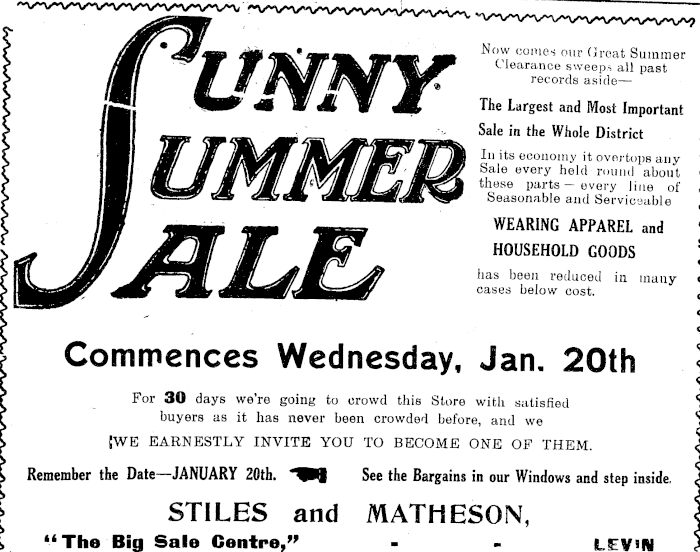 SUNNY
SUMMER
SALE
Now comes our Great Summer
Clearance sweeps all past
records aside—
The Largest and Most Important
Sale in the Whole District
In its economy it overtops any
Sale every held round about
these parts — every line of
Seasonable and Serviceable
WEARING APPAREL and
HOUSEHOLD GOODS
has been reduced in many
cases below cost.
Commences Wednesday, Jan. 20th
For 30 days we're going to crowd this Store with satisfied
buyers as it has never been crowded before, and we
WE EARNESTLY INVITE YOU TO BECOME ONE OF THEM.
Remember the Date—JANUARY 20th. See the Bargains in our Windows and step inside.
STILES and MATHESON,
"The Big Sale Centre," - - LEVIN